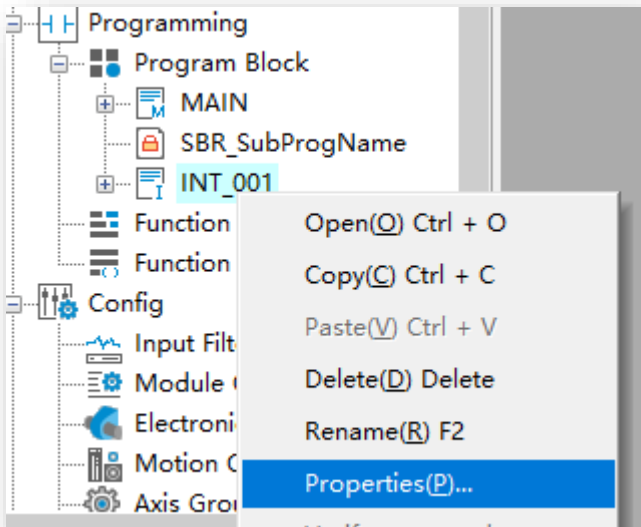 Programming
Program Block
MAIN
SBR_SubProgName
INT_001
Function
Function
Config
Input Filt
Module
Electroni
Motion
Axis Grou
Open(O) Ctrl + O
Copy(C) Ctrl + C
Paste(V) Ctrl + V
Delete(D) Delete
Rename(R) F2
Properties(P)...